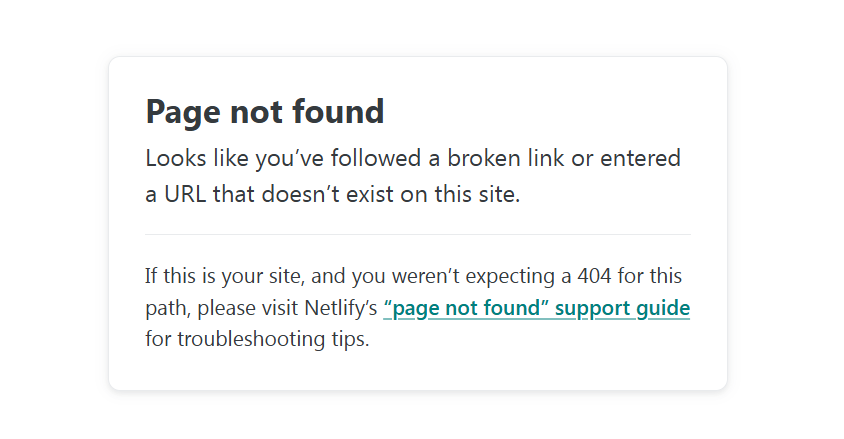 Page not found
Looks like you’ve followed a broken link or entered
a URL that doesn’t exist on this site.
If this is your site, and you weren’t expecting a 404 for this
path, please visit Netlify’s “page not found” support guide
for troubleshooting tips.